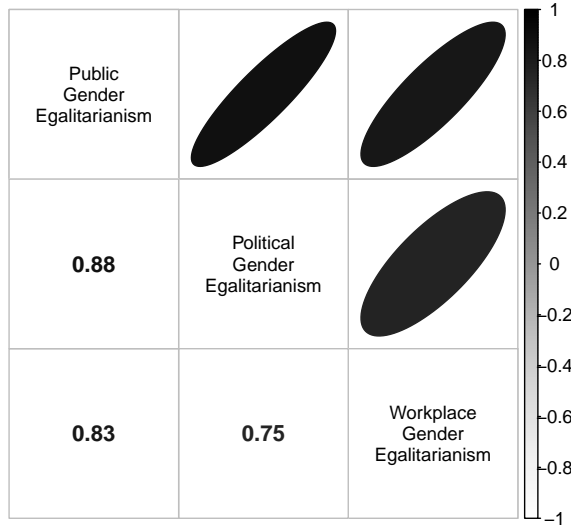 Public
Gender
Egalitarianism
0.88
Political
Gender
Egalitarianism
0.83
0.75
Workplace
Gender
Egalitarianism
1
0.8
0.6
0.4
0.2
0
−0.2
−0.4
−0.6
−0.8
−1